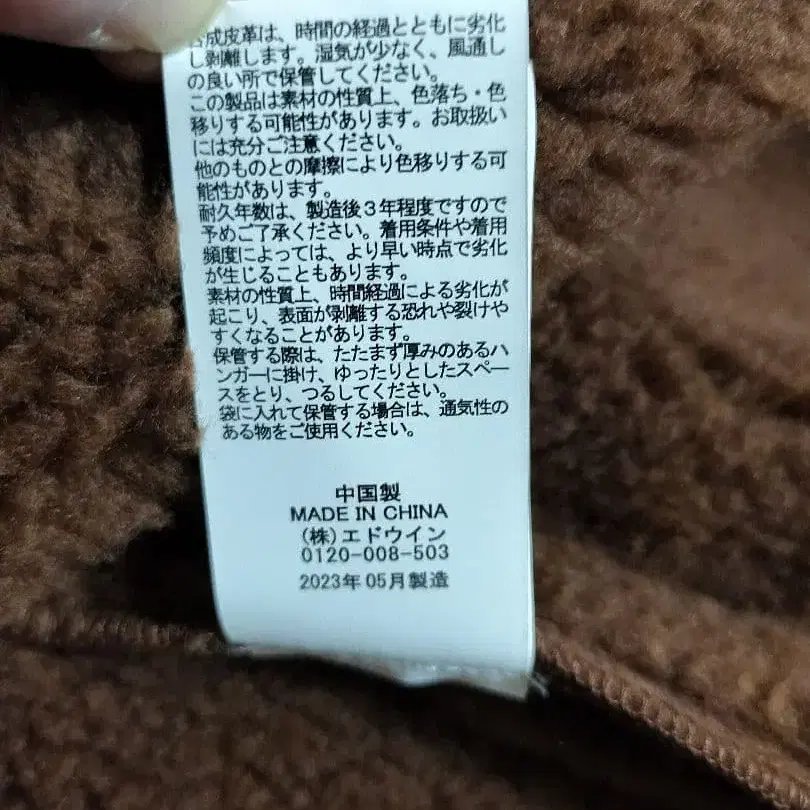 合成皮革は、時間の経過とともに劣化
し剥離します。湿気が少なく、風通し
の良い所で保管してください。
この製品は素材の性質上、色落ち・色
移りする可能性があります。お取扱い
には充分ご注意ください。
他のものとの摩擦により色移りする可
能性があります。
耐久年数は、製造後3年程度ですので
予めご了承ください。着用条件や着用
頻度によっては、より早い時点で劣化
が生じることもあります。
素材の性質上、時間経過による劣化が
起こり、表面が剥離する恐れや裂けや
すくなることがあります。
保管する際は、たたまず厚みのあるハ
ンガーに掛け、ゆったりとしたスペー
スをとり、つるしてください。
袋に入れて保管する場合は、通気性の
ある物をご使用ください。
中国製
MADE IN CHINA
(株)エドウイン
0120-008-503
2023年05月製造